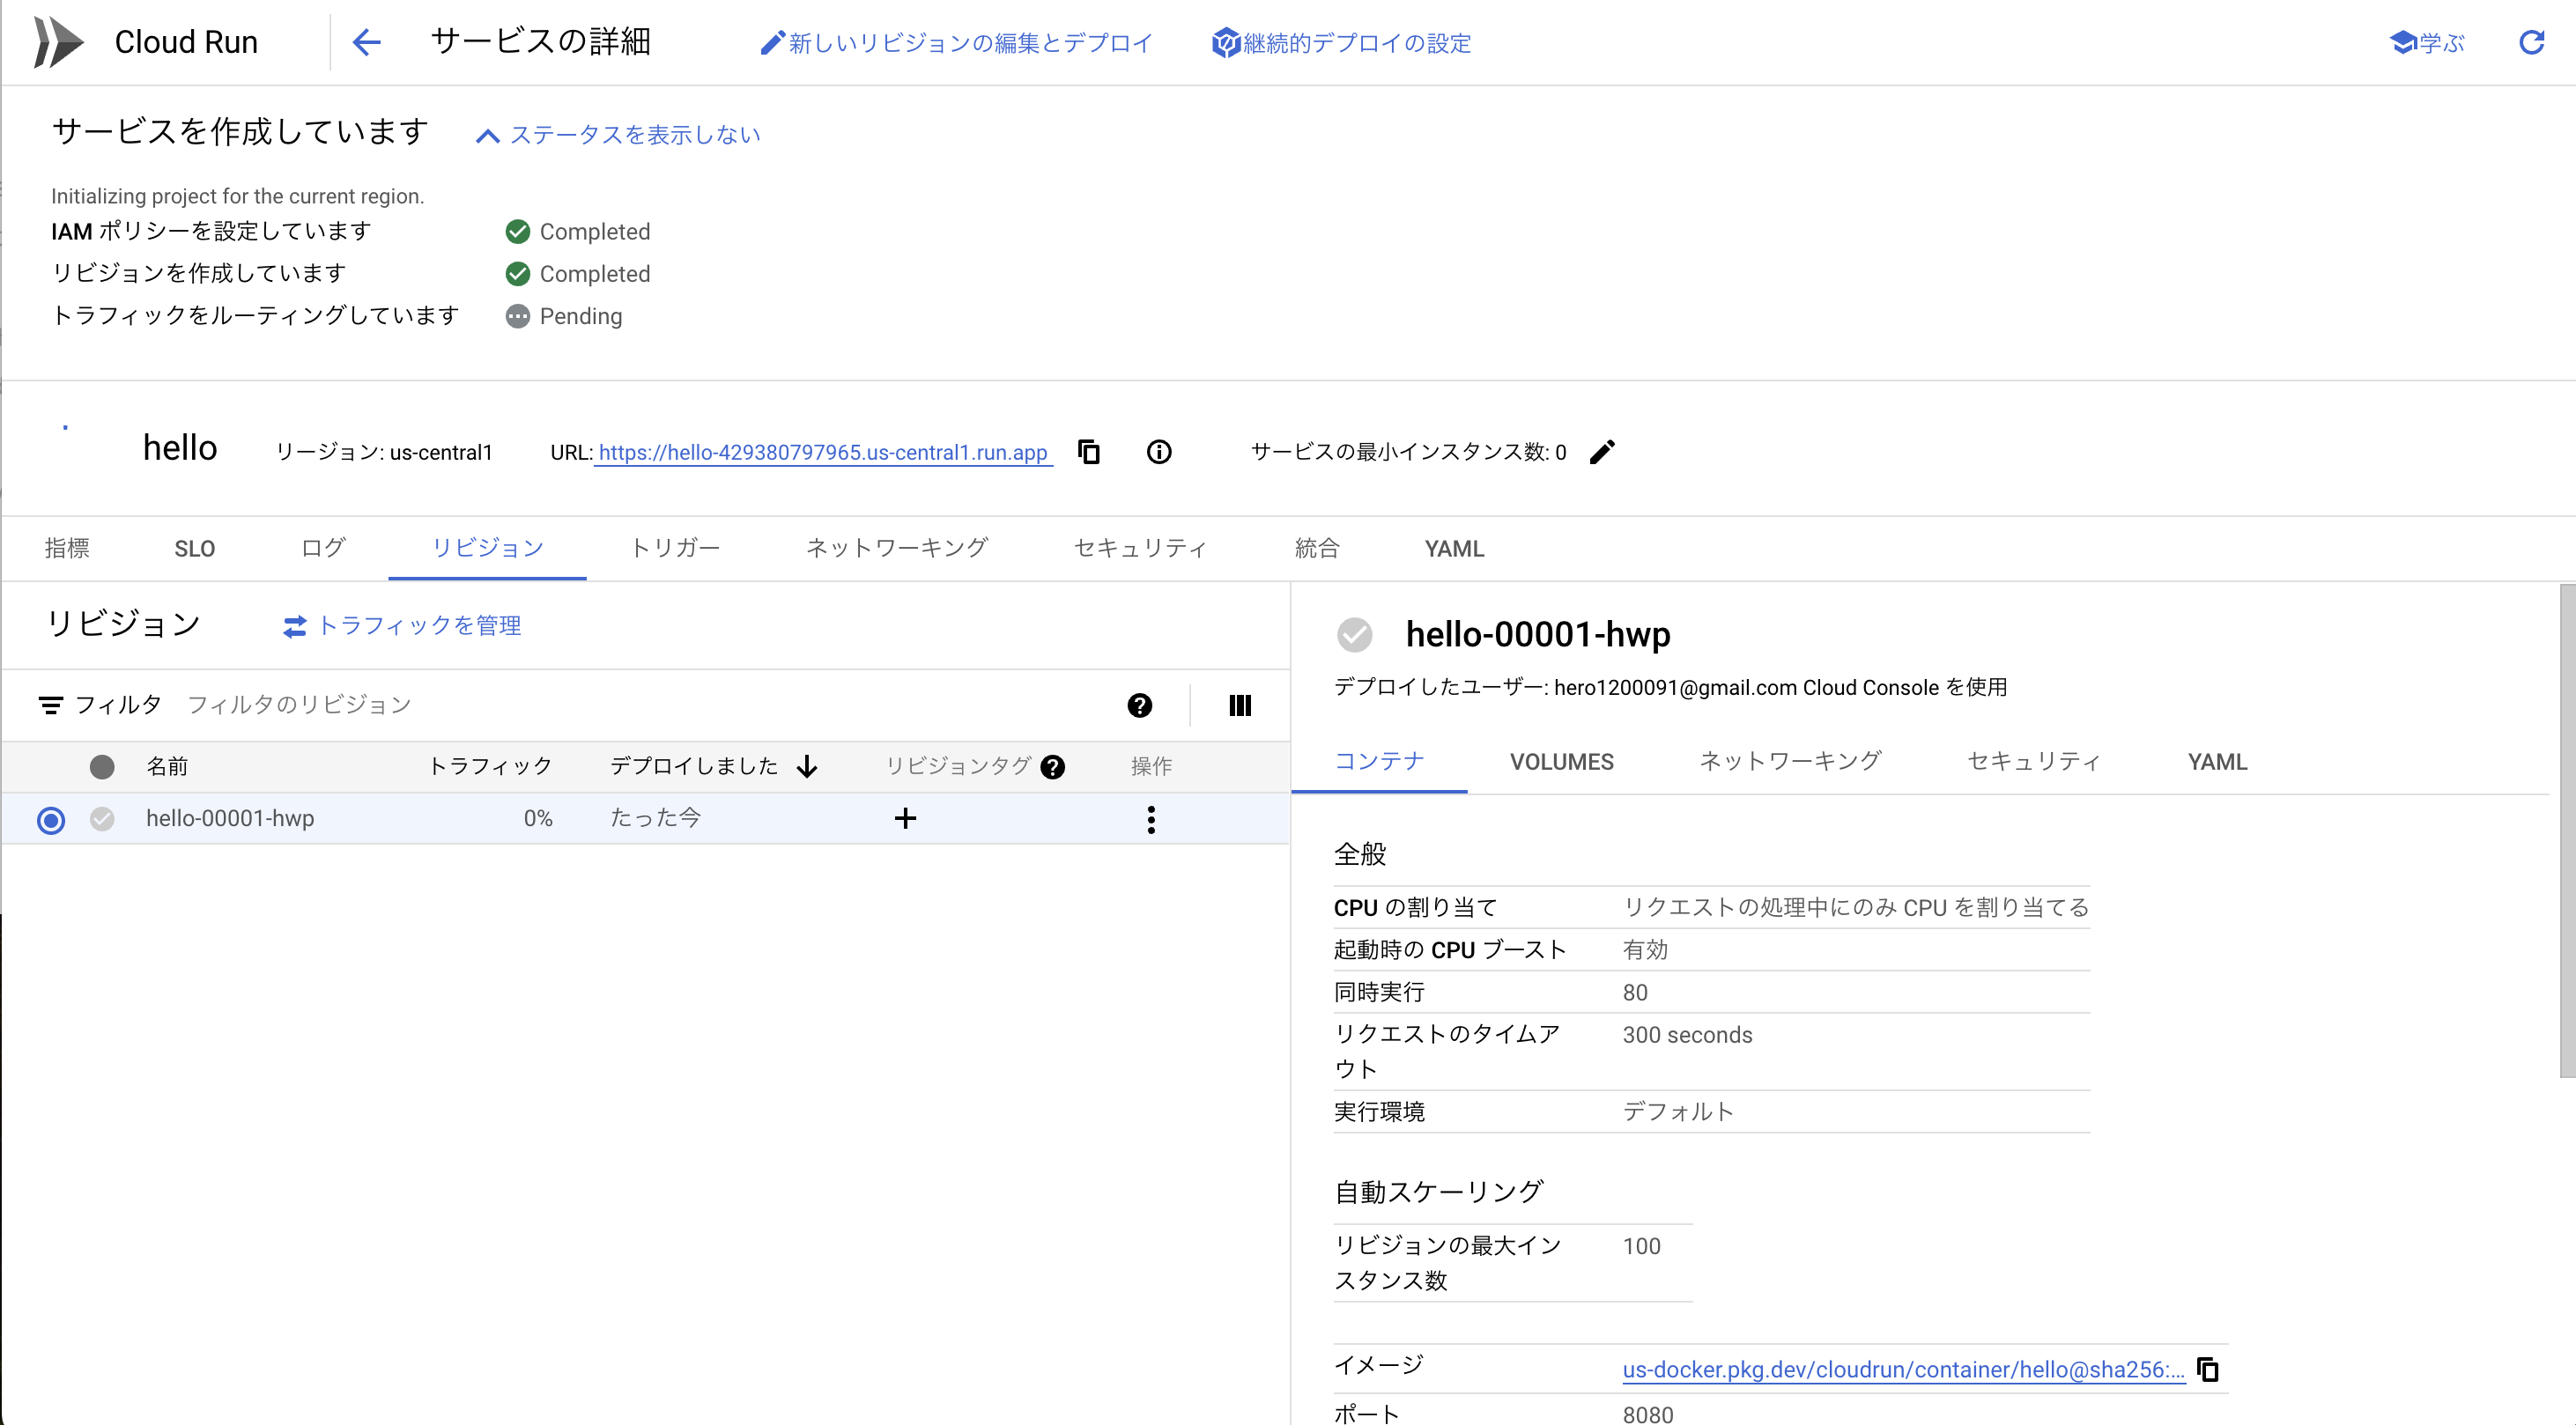 Cloud Run
サービスの詳細
新しいリビジョンの編集とデプロイ
継続的デプロイの設定
学ぶ
サービスを作成しています
ステータスを表示しない
Initializing project for the current region.
IAM ポリシーを設定しています Completed
リビジョンを作成しています Completed
トラフィックをルーティングしています Pending
hello リージョン: us-central1 URL: https://hello-429380797965.us-central1.run.app サービスの最小インスタンス数: 0
指標 SLO ログ リビジョン トリガー ネットワーキング セキュリティ 統合 YAML
リビジョン トラフィックを管理
フィルタ フィルタのリビジョン
名前 トラフィック デプロイしました リビジョンタグ 操作
hello-00001-hwp 0% たった今
hello-00001-hwp
デプロイしたユーザー: hero1200091@gmail.com Cloud Console を使用
コンテナ VOLUMES ネットワーキング セキュリティ YAML
全般
CPU の割り当て リクエストの処理中にのみ CPU を割り当てる
起動時の CPU ブースト 有効
同時実行 80
リクエストのタイムア 300 seconds
ウト
実行環境 デフォルト
自動スケーリング
リビジョンの最大イン 100
スタンス数
イメージ us-docker.pkg.dev/cloudrun/container/hello@sha256:...
ポート 8080